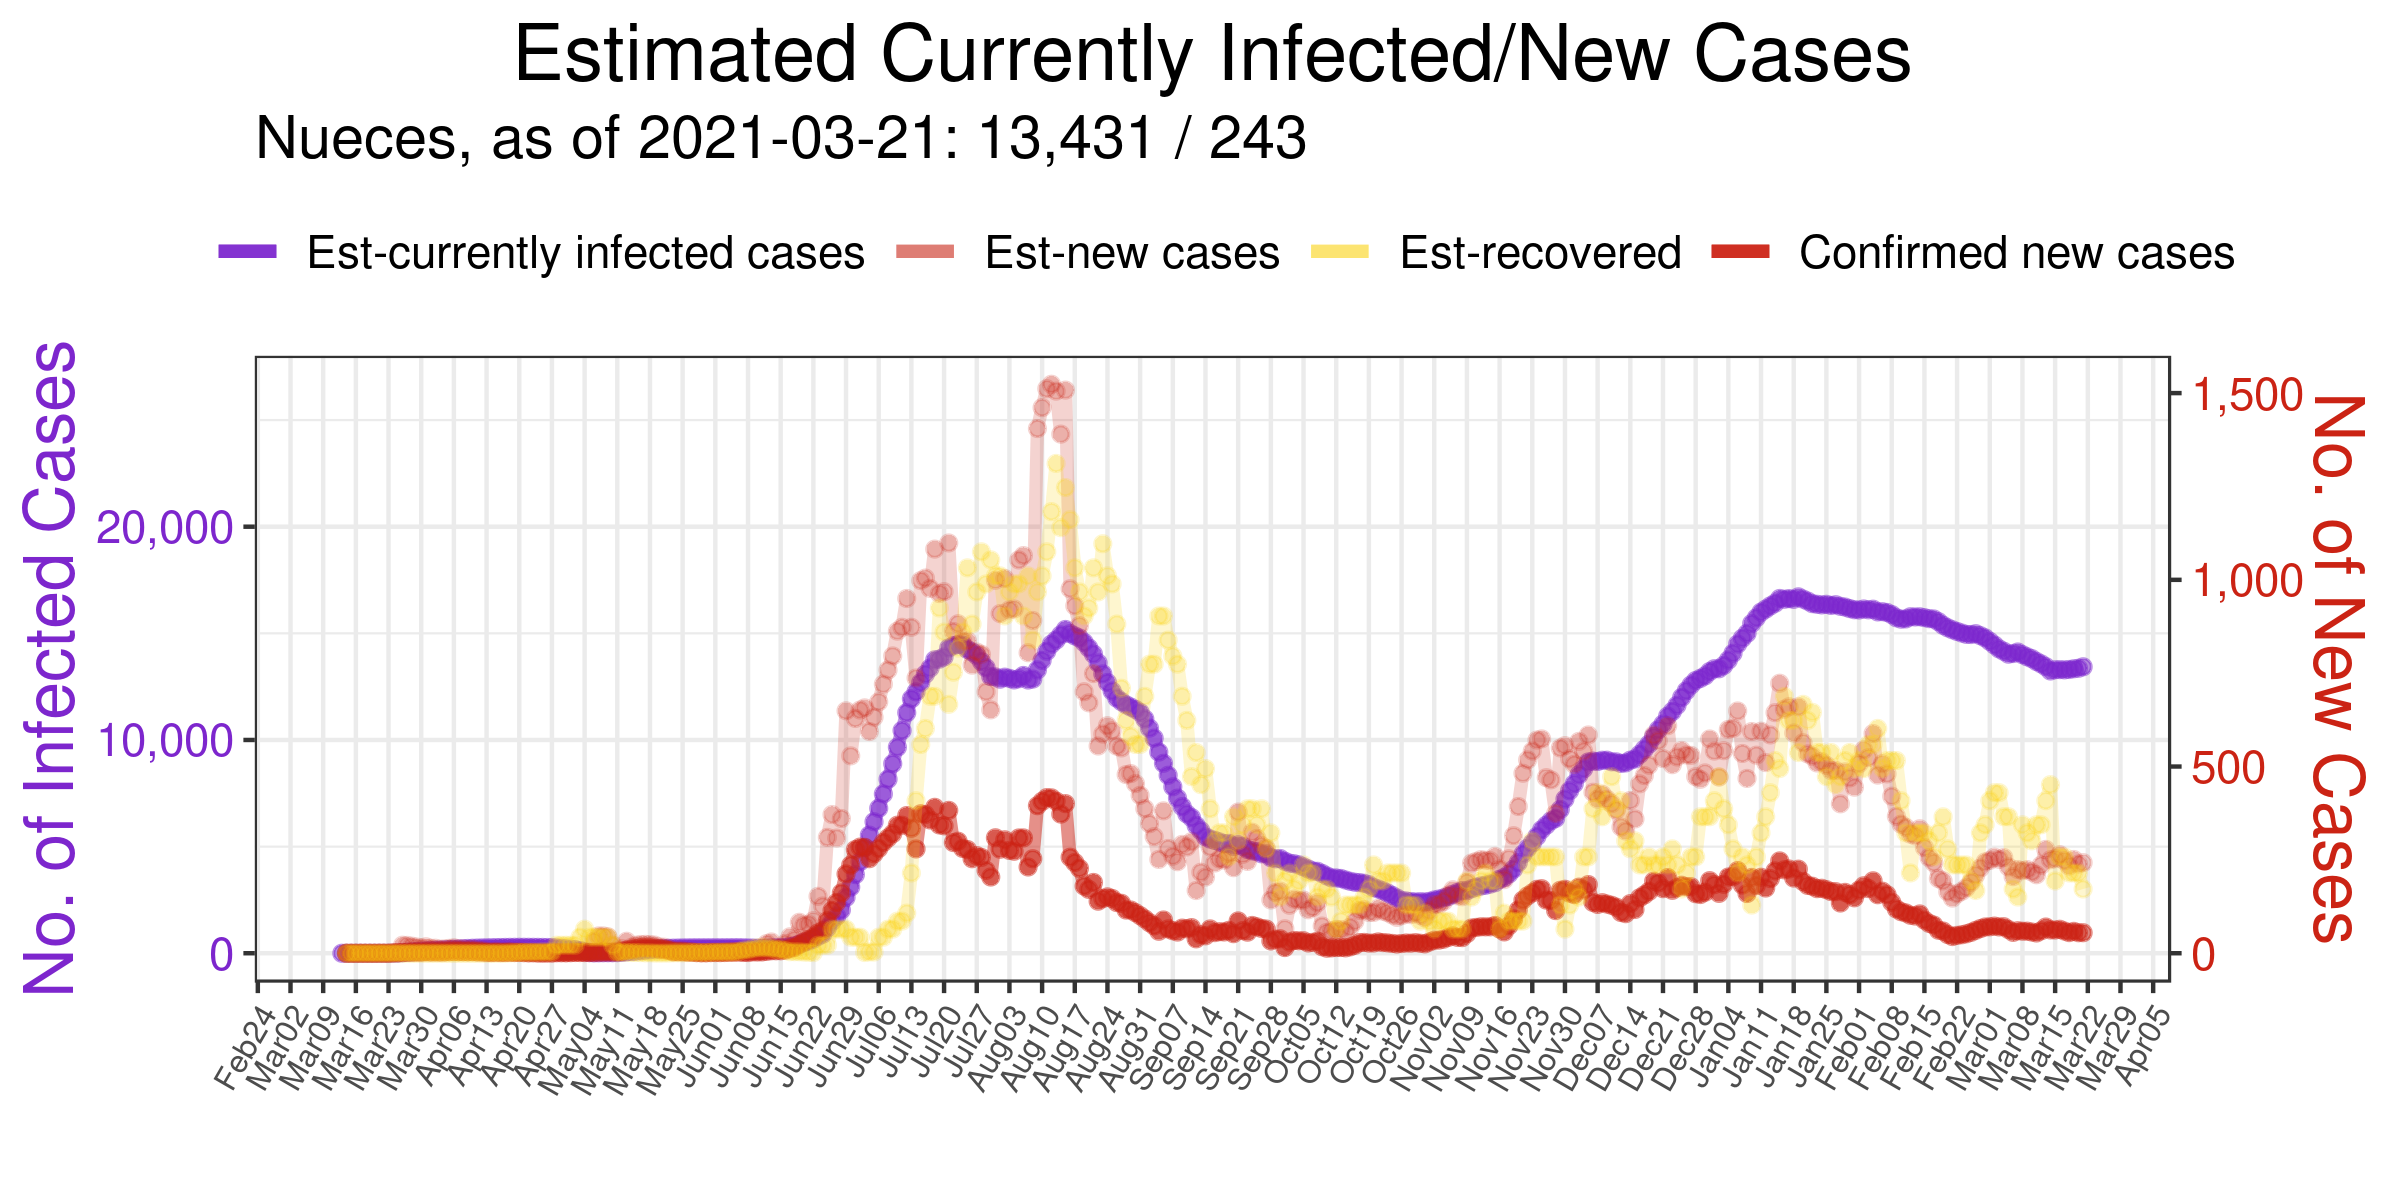 Estimated Currently Infected/New Cases
Nueces, as of 2021-03-21: 13,431 / 243
Est-currently infected cases Est-new cases Est-recovered Confirmed new cases
No. of Infected Cases
20,000
10,000
0
1,500
1,000
500
0
No. of New Cases
Feb24 Mar02 Mar09 Mar16 Mar23 Mar30 Apr06 Apr13 Apr20 Apr27 May04 May11 May18 May25 Jun01 Jun08 Jun15 Jun22 Jun29 Jul06 Jul13 Jul20 Jul27 Aug03 Aug10 Aug17 Aug24 Aug31 Sep07 Sep14 Sep21 Sep28 Oct05 Oct12 Oct19 Oct26 Nov02 Nov09 Nov16 Nov23 Nov30 Dec07 Dec14 Dec21 Dec28 Jan04 Jan11 Jan18 Jan25 Feb01 Feb08 Feb15 Feb22 Mar01 Mar08 Mar15 Mar22 Mar29 Apr05